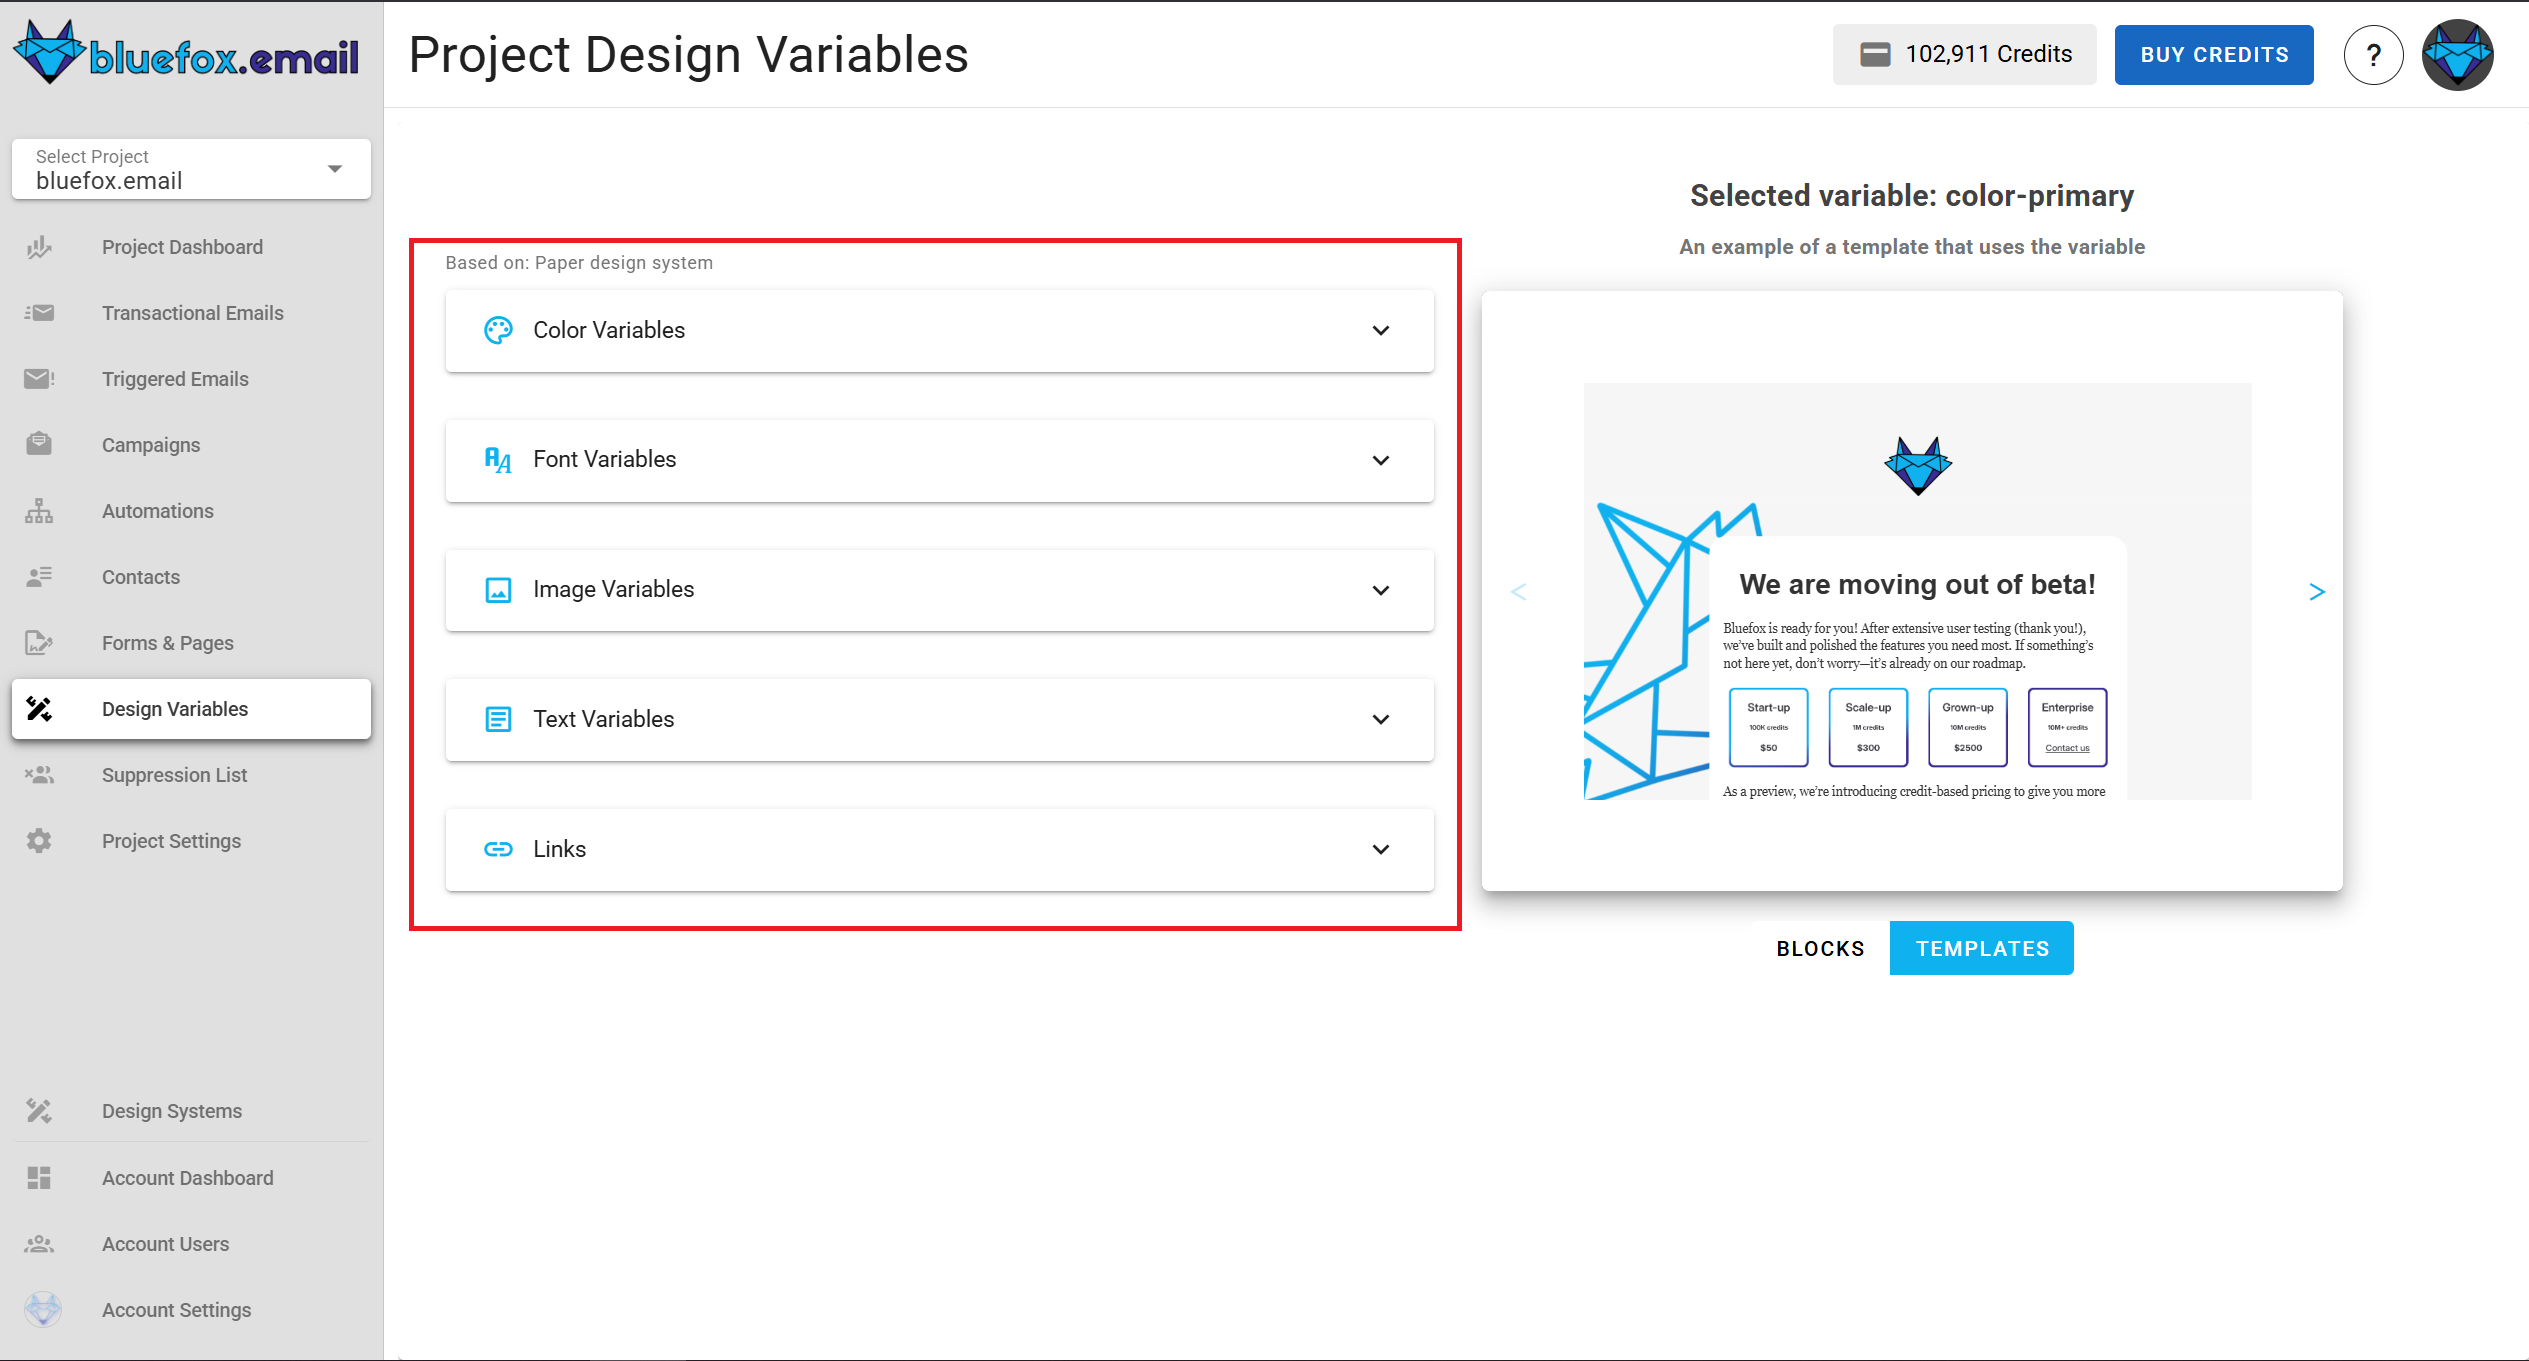 bluefox.email
Project Design Variables
102,911 Credits
BUY CREDITS
?
Select Project
bluefox.email
Project Dashboard
Transactional Emails
Triggered Emails
Campaigns
Automations
Contacts
Forms & Pages
Design Variables
Suppression List
Project Settings
Design Systems
Account Dashboard
Account Users
Account Settings
Based on: Paper design system
Color Variables
Font Variables
Image Variables
Text Variables
Links
Selected variable: color-primary
An example of a template that uses the variable
<
>
We are moving out of beta!
Bluefox is ready for you! After extensive user testing (thank you!),
we’ve built and polished the features you need most. If something’s
not here yet, don’t worry—it’s already on our roadmap.
Start-up
100K credits
$50
Scale-up
1M credits
$300
Grown-up
10M credits
$2500
Enterprise
10M+ credits
Contact us
As a preview, we’re introducing credit-based pricing to give you more
BLOCKS
TEMPLATES